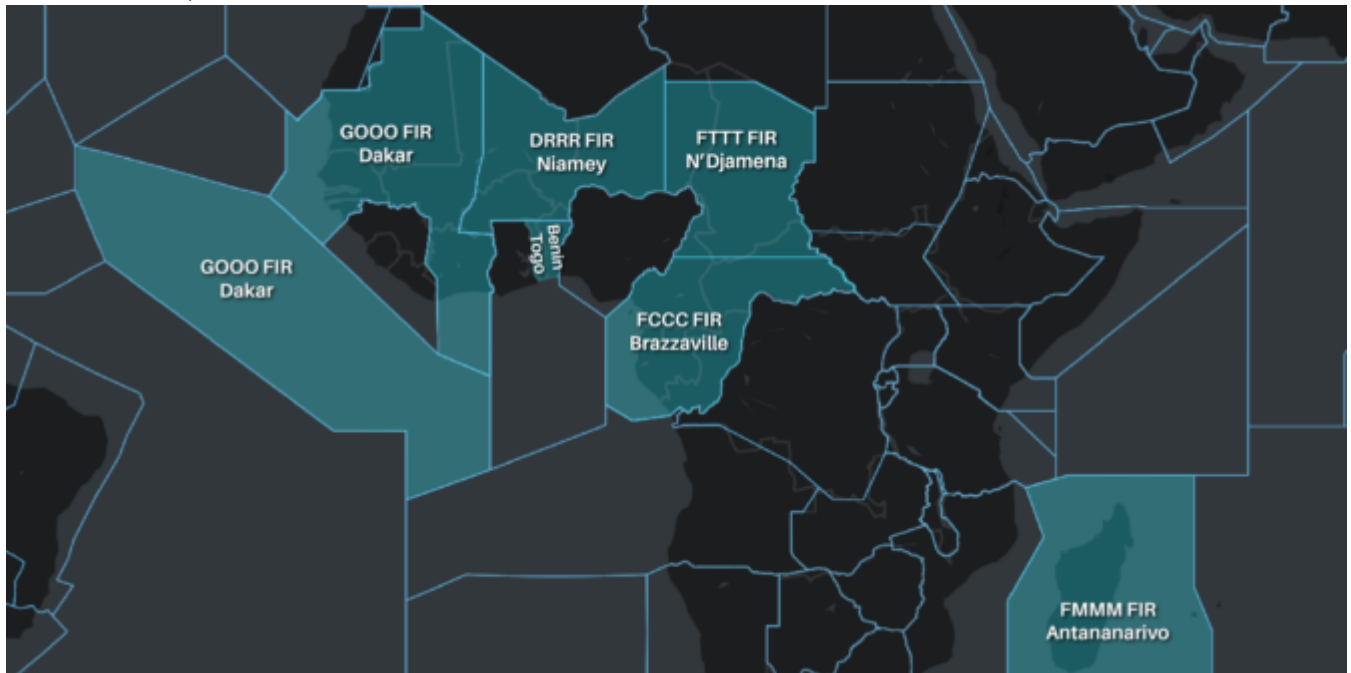 GOOO FIR
Dakar
DRRR FIR
Niamey
FTTT FIR
N'Djamena
Benin
Togo
GOOO FIR
Dakar
FCCC FIR
Brazzaville
FMMM FIR
Antananarivo